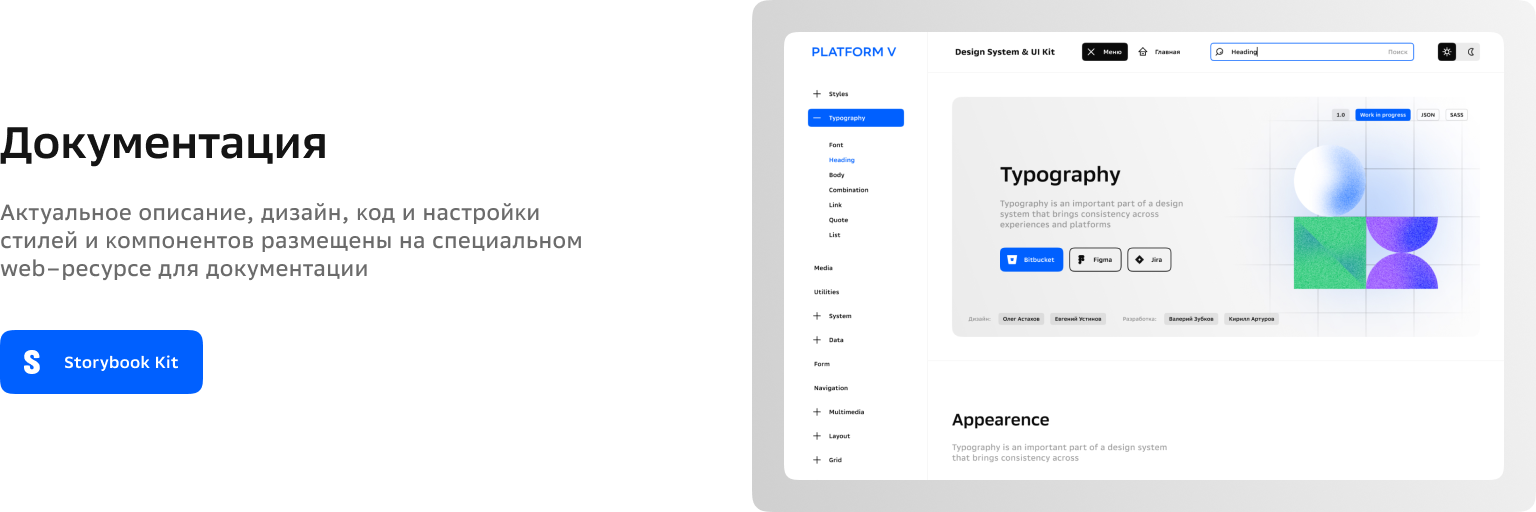 Документация
Актуальное описание, дизайн, код и настройки
стилей и компонентов размещены на специальном
web-ресурсе для документации
Storybook Kit
PLATFORM V
Design System & UI Kit
Меню
Главная
Heading
Поиск
Styles
Typography
Font
Heading
Body
Combination
Link
Quote
List
Media
Utilities
System
Data
Form
Navigation
Multimedia
Layout
Grid
1.0
Work in progress
JSON
SASS
Typography
Typography is an important part of a design
system that brings consistency across
experiences and platforms
Bitbucket
Figma
Jira
Дизайн:
Олег Астахов
Евгений Устинов
Разработка:
Валерий Зубков
Кирилл Артуров
Appearence
Typography is an important part of a design system
that brings consistency across